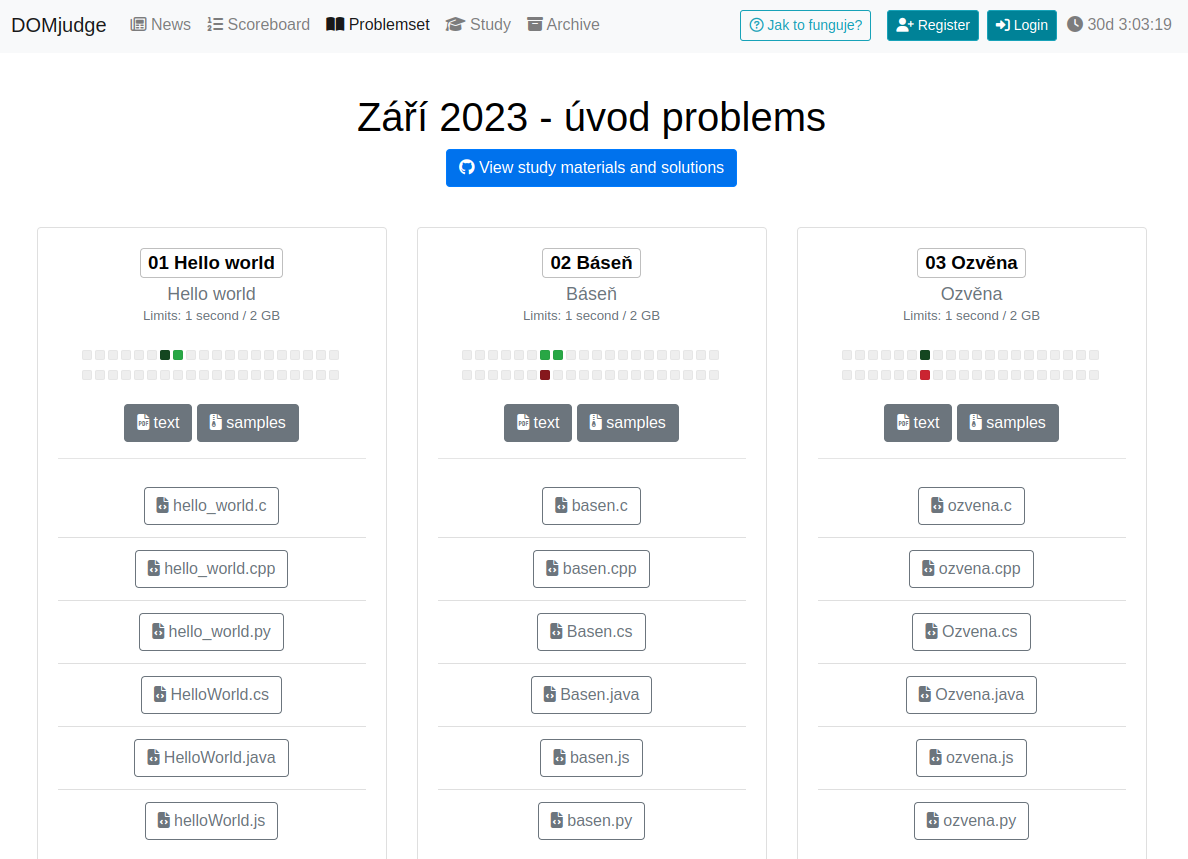 DOMjudge News Scoreboard Problemset Study Archive Jak to funguje? Register Login 30d 3:03:19
Září 2023 - úvod problems
View study materials and solutions
01 Hello world
Hello world
Limits: 1 second / 2 GB
text samples
hello_world.c
hello_world.cpp
hello_world.py
HelloWorld.cs
HelloWorld.java
helloWorld.js
02 Báseň
Báseň
Limits: 1 second / 2 GB
text samples
basen.c
basen.cpp
Basen.cs
Basen.java
basen.js
basen.py
03 Ozvěna
Ozvěna
Limits: 1 second / 2 GB
text samples
ozvena.c
ozvena.cpp
Ozvena.cs
Ozvena.java
ozvena.js
ozvena.py